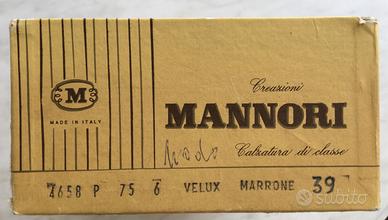 M
MADE IN ITALY
Creazioni
MANNORI
Calzatura di classe
4658 P 75 6 VELUX MARRONE 39
subito